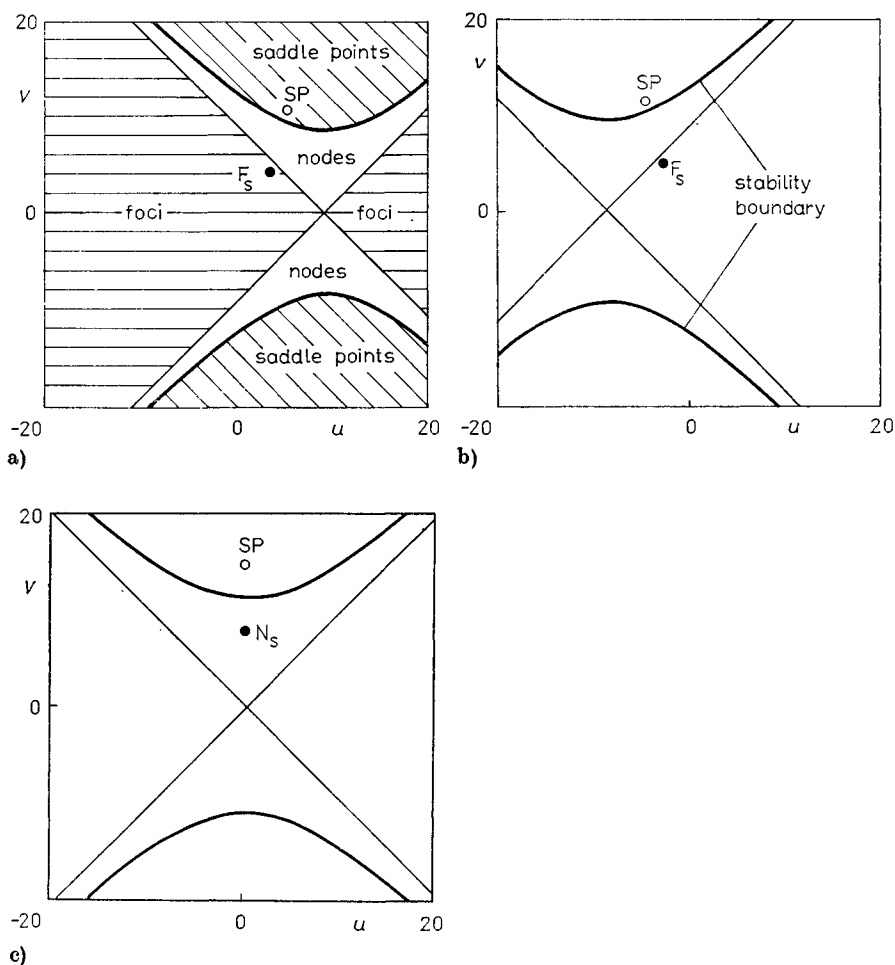 20
v
0
-20
0
u
20
saddle points
SP
nodes
F_s
foci
foci
nodes
saddle points
a)
20
v
0
-20
0
u
20
SP
F_s
stability
boundary
b)
20
v
0
-20
0
u
20
SP
N_s
c)